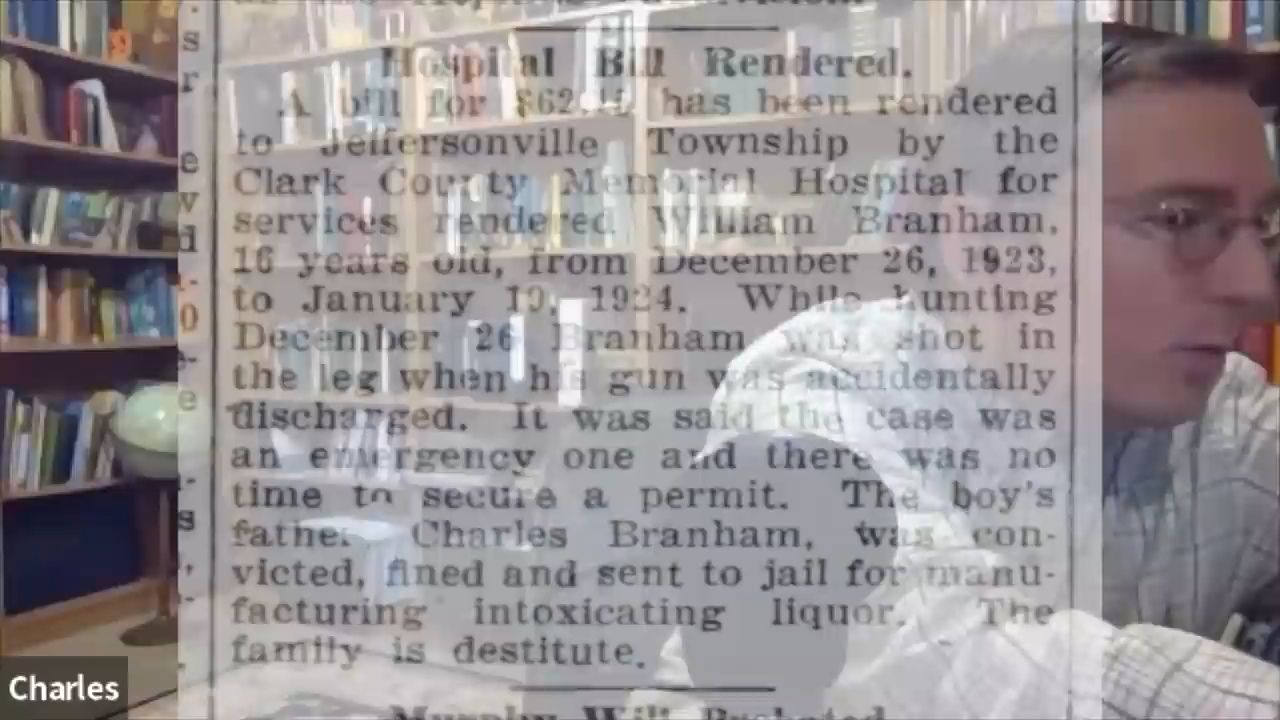 Hospital Bill Rendered.
A bill for has been rendered
to Jeffersonville Township by the
Clark County Memorial Hospital for
services rendered William Branham,
16 years old, from December 26, 1923,
to January 19, 1924. While hunting
December 26 Branham was shot in
the leg when his gun was accidentally
discharged. It was said the case was
an emergency one and there was no
time to secure a permit. The boy's
father Charles Branham, was con-
victed, fined and sent to jail for manu-
facturing intoxicating liquor. The
family is destitute.
Murphy Will Probated
Charles